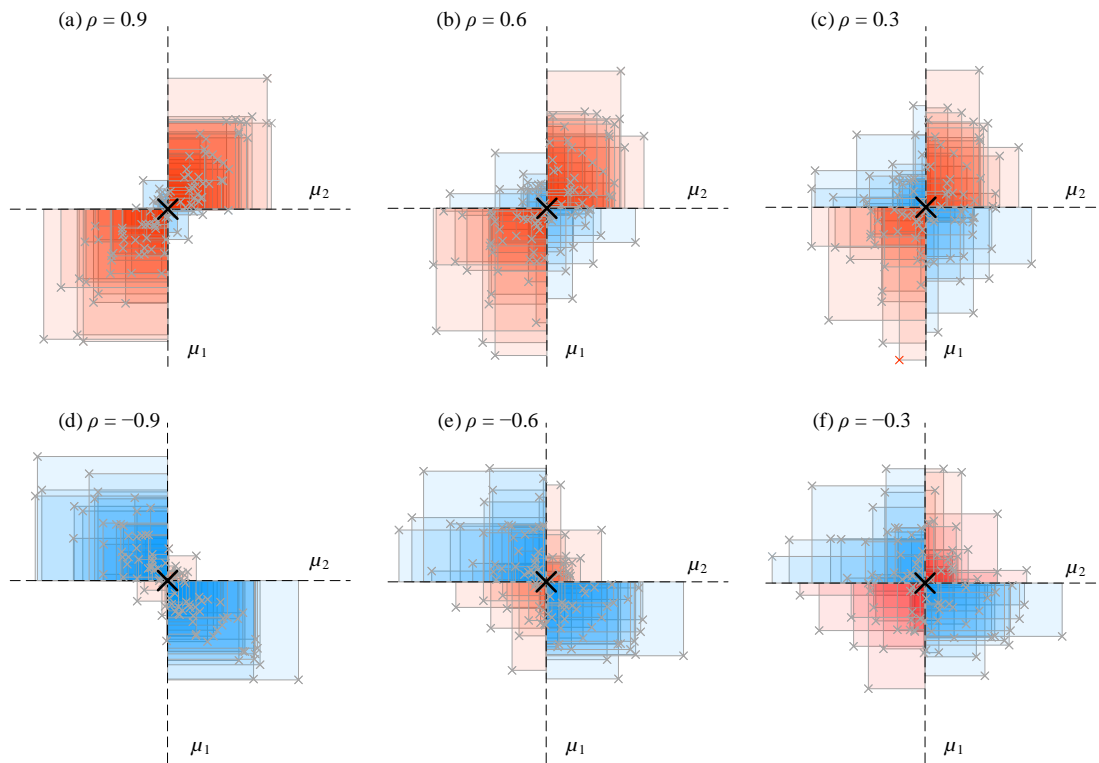 (a) ρ = 0.9
(b) ρ = 0.6
(c) ρ = 0.3
μ2
μ2
μ2
μ1
μ1
μ1
(d) ρ = −0.9
(e) ρ = −0.6
(f) ρ = −0.3
μ2
μ2
μ2
μ1
μ1
μ1